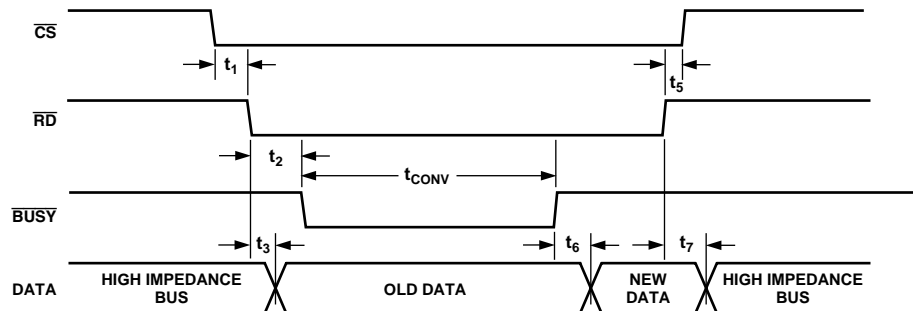 CS
t1
t5
RD
t2
tCONV
BUSY
t3
t6
t7
DATA
HIGH IMPEDANCE
BUS
OLD DATA
NEW
DATA
HIGH IMPEDANCE
BUS